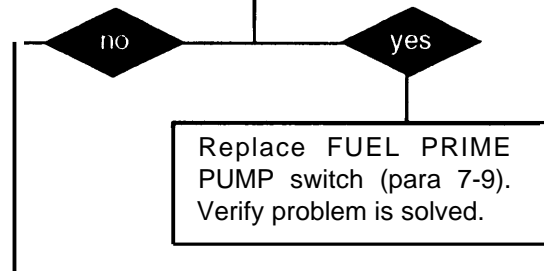 no
yes
Replace FUEL PRIME
PUMP switch (para 7-9).
Verify problem is solved.